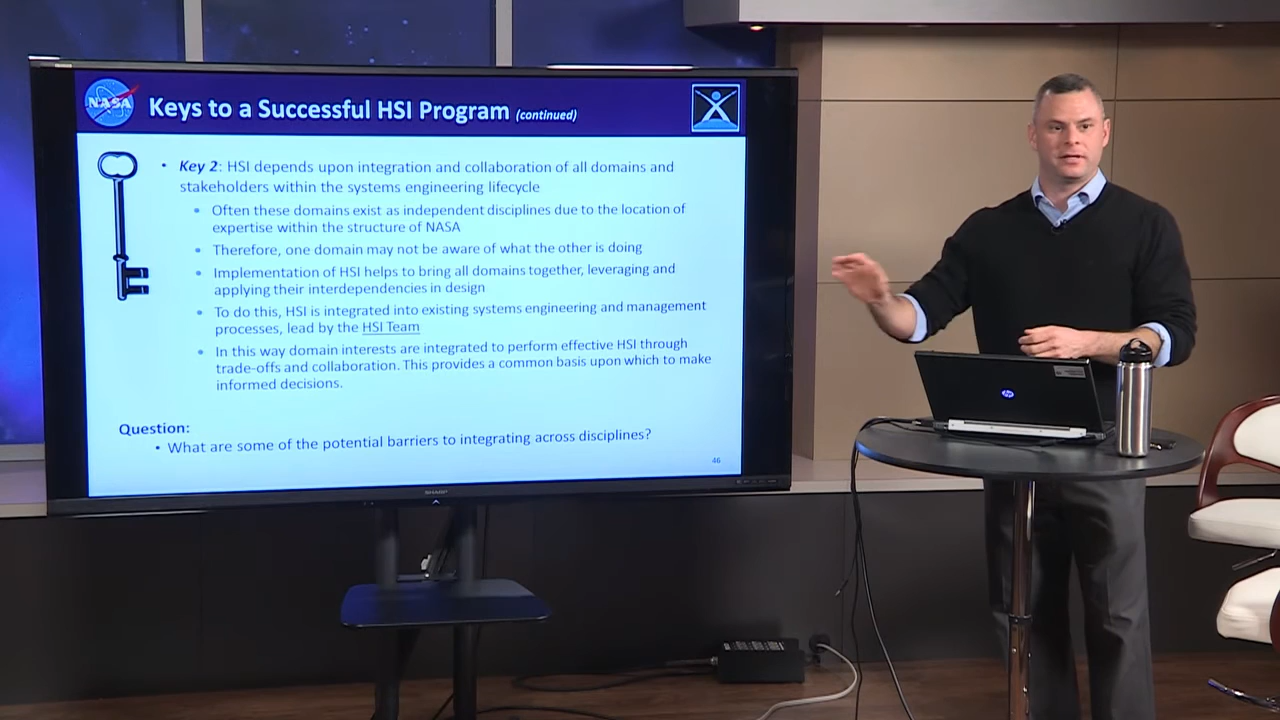 NASA
Keys to a Successful HSI Program (continued)
• Key 2: HSI depends upon integration and collaboration of all domains and
stakeholders within the systems engineering lifecycle
• Often these domains exist as independent disciplines due to the location of
expertise within the structure of NASA
• Therefore, one domain may not be aware of what the other is doing
• Implementation of HSI helps to bring all domains together, leveraging and
applying their interdependencies in design
• To do this, HSI is integrated into existing systems engineering and management
processes, lead by the HSI Team
• In this way domain interests are integrated to perform effective HSI through
trade-offs and collaboration. This provides a common basis upon which to make
informed decisions.
Question:
• What are some of the potential barriers to integrating across disciplines?
46
SHARP
hp